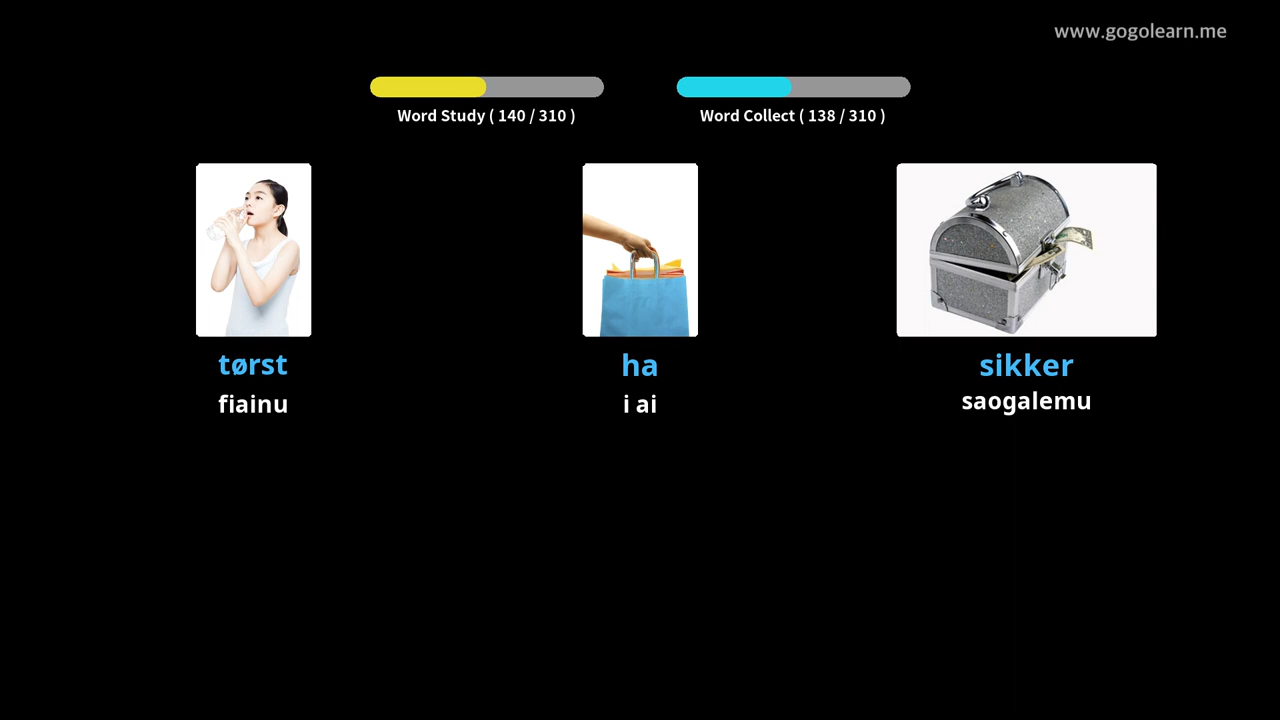 www.gogolearn.me
Word Study ( 140 / 310 )
Word Collect ( 138 / 310 )
tørst
ha
sikker
fiainu
i ai
saogalemu